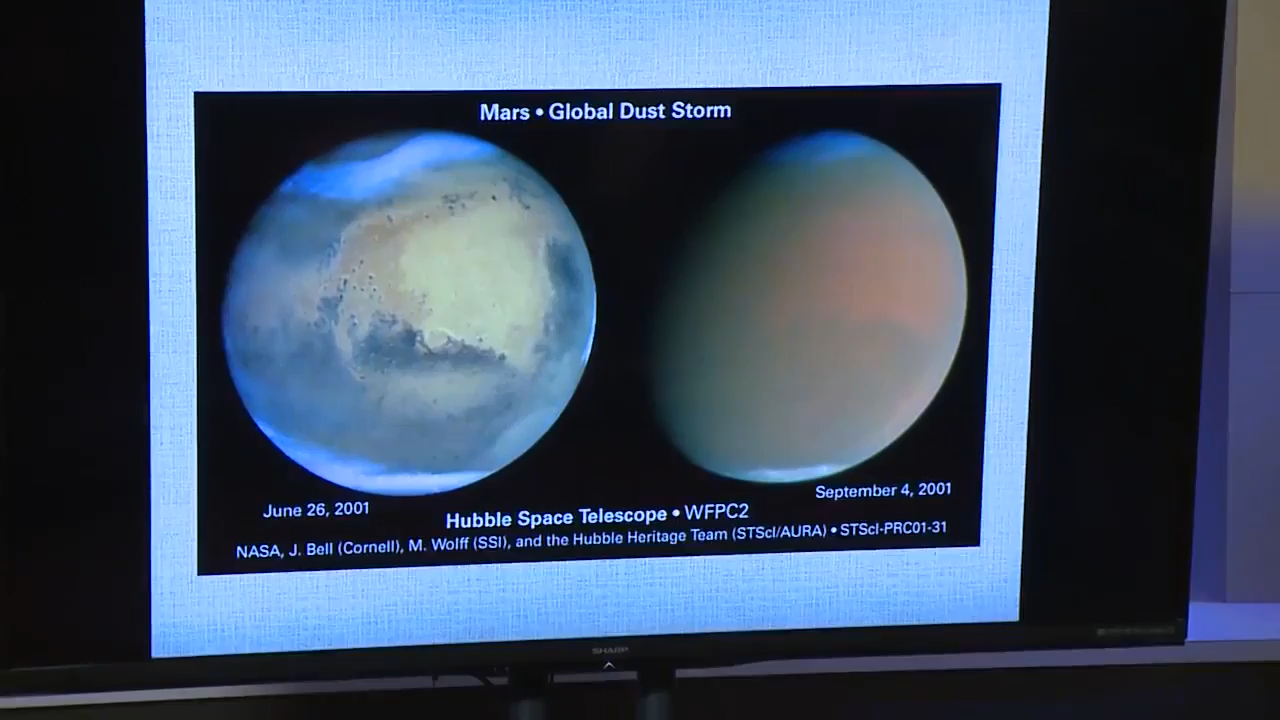 Mars • Global Dust Storm
June 26, 2001
September 4, 2001
Hubble Space Telescope • WFPC2
NASA, J. Bell (Cornell), M. Wolff (SSI), and the Hubble Heritage Team (STScI/AURA) • STScI-PRC01-31
SHARP